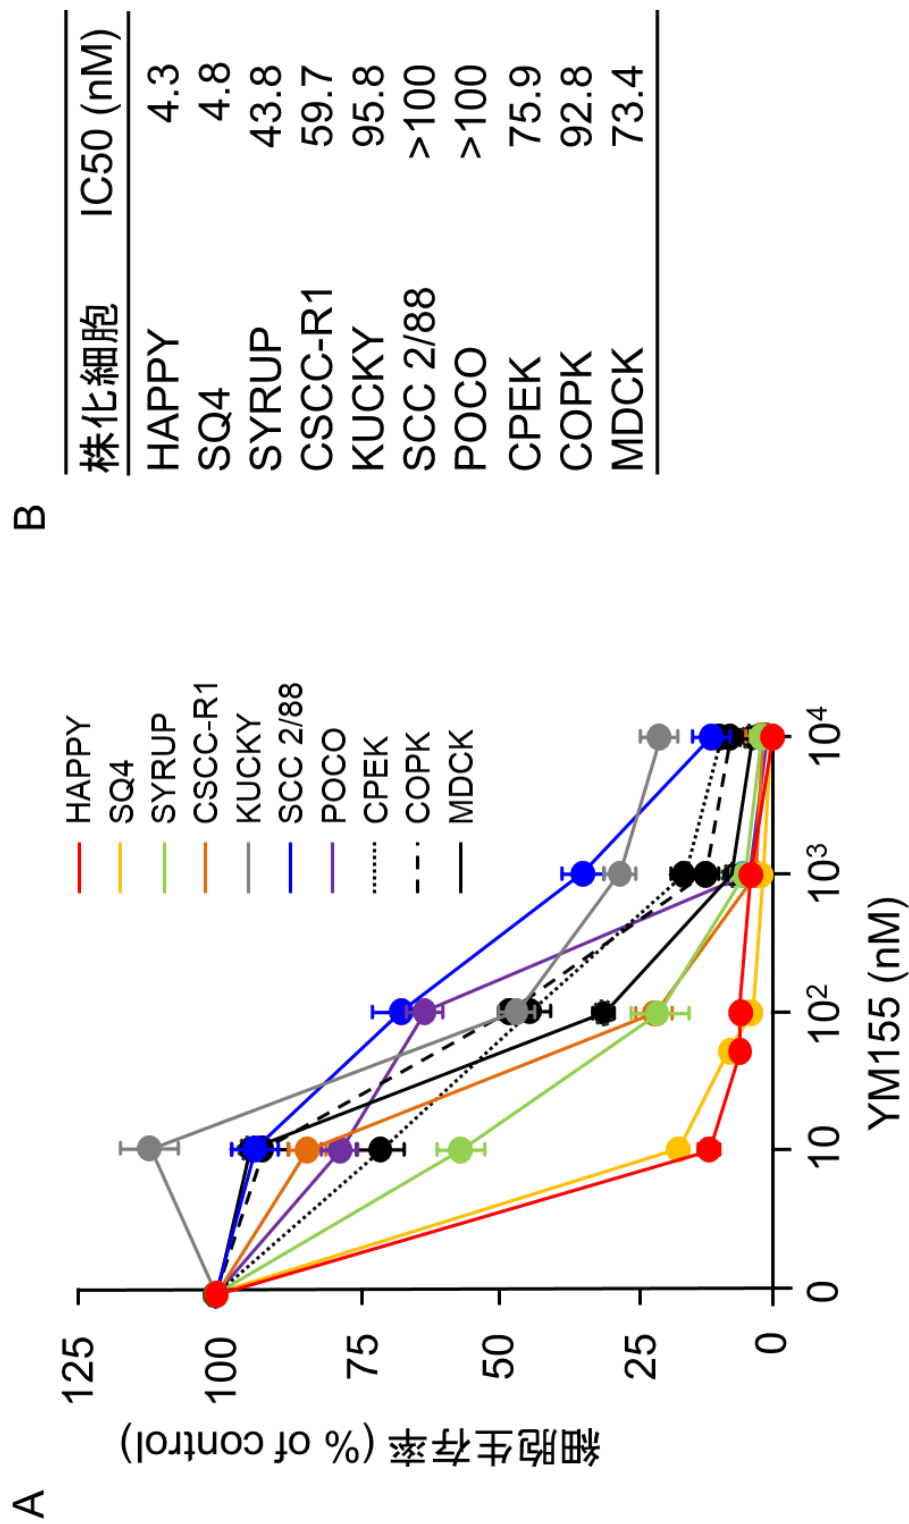 A
細胞生存率 (% of control)
125
100
75
50
25
0
0
10
10²
10³
10⁴
YM155 (nM)
HAPPY
SQ4
SYRUP
CSCC-R1
KUCKY
SCC 2/88
POCO
CPEK
COPK
MDCK
B
株化細胞 IC50 (nM)
HAPPY 4.3
SQ4 4.8
SYRUP 43.8
CSCC-R1 59.7
KUCKY 95.8
SCC 2/88 >100
POCO >100
CPEK 75.9
COPK 92.8
MDCK 73.4